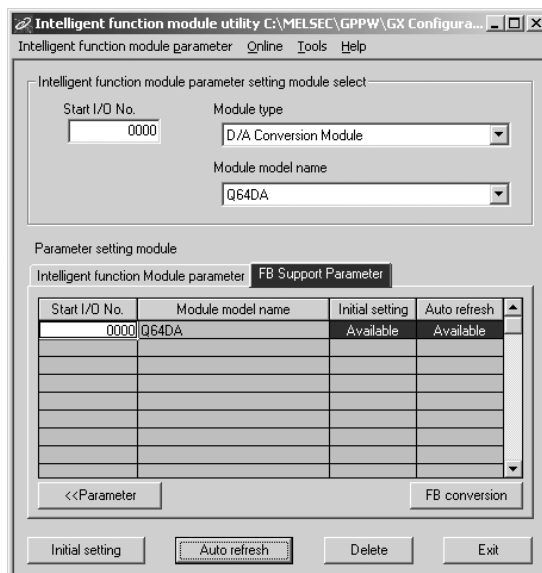 Intelligent function module utility C:\MELSEC\GPPW\GX Configura...
Intelligent function module parameter Online Tools Help
Intelligent function module parameter setting module select
Start I/O No. Module type
0000 D/A Conversion Module
Module model name
Q64DA
Parameter setting module
Intelligent function Module parameter FB Support Parameter
Start I/O No. Module model name Initial setting Auto refresh
0000 Q64DA Available Available
<<Parameter FB conversion
Initial setting Auto refresh Delete Exit